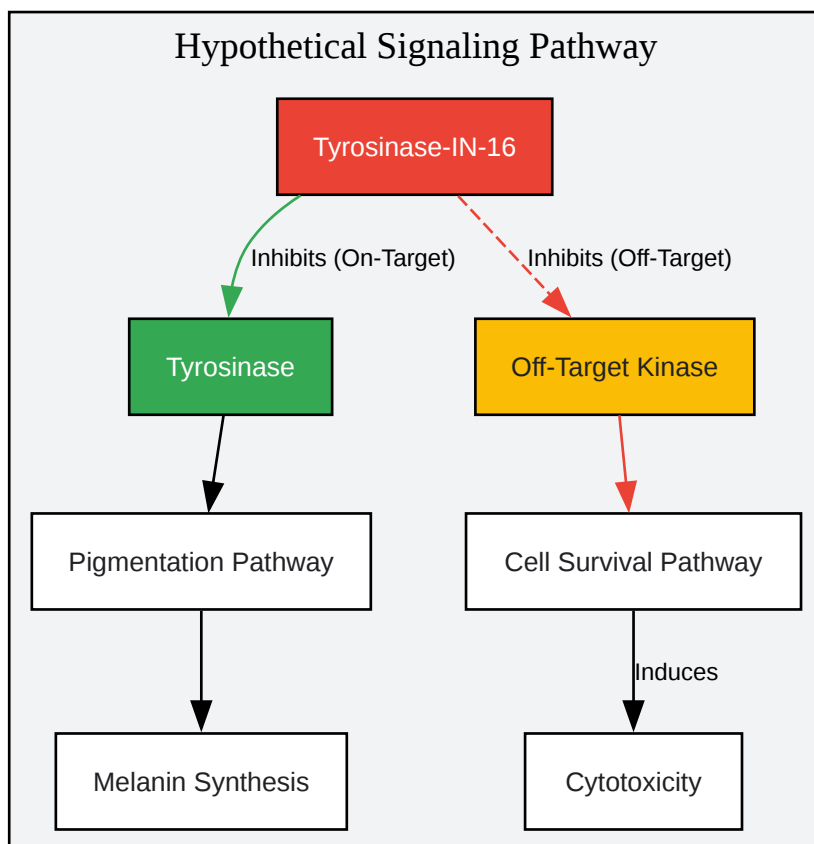 Hypothetical Signaling Pathway
Tyrosinase-IN-16
Inhibits (On-Target)
Inhibits (Off-Target)
Tyrosinase
Off-Target Kinase
Pigmentation Pathway
Cell Survival Pathway
Induces
Melanin Synthesis
Cytotoxicity